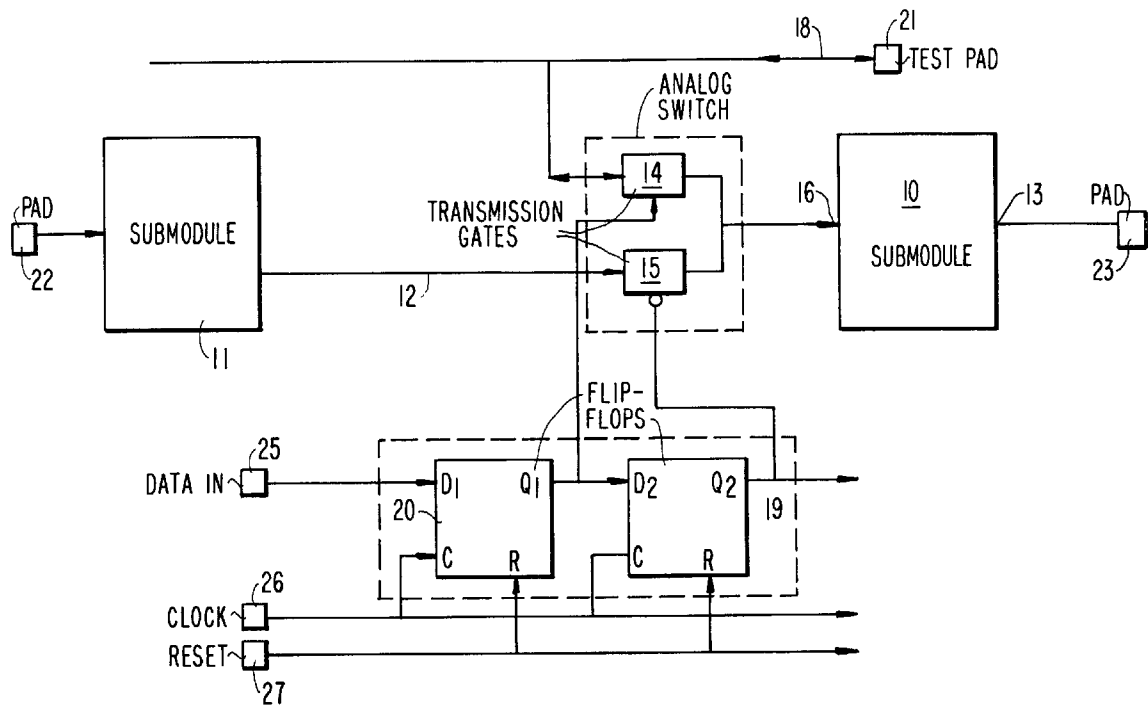 21
18
TEST PAD
ANALOG
SWITCH
14
10
13
PAD
SUBMODULE
TRANSMISSION
GATES
16
PAD
22
15
SUBMODULE
23
12
11
FLIP-
FLOPS
25
DATA IN
D1
Q1
D2
Q2
20
19
C
R
C
R
26
CLOCK
RESET
27